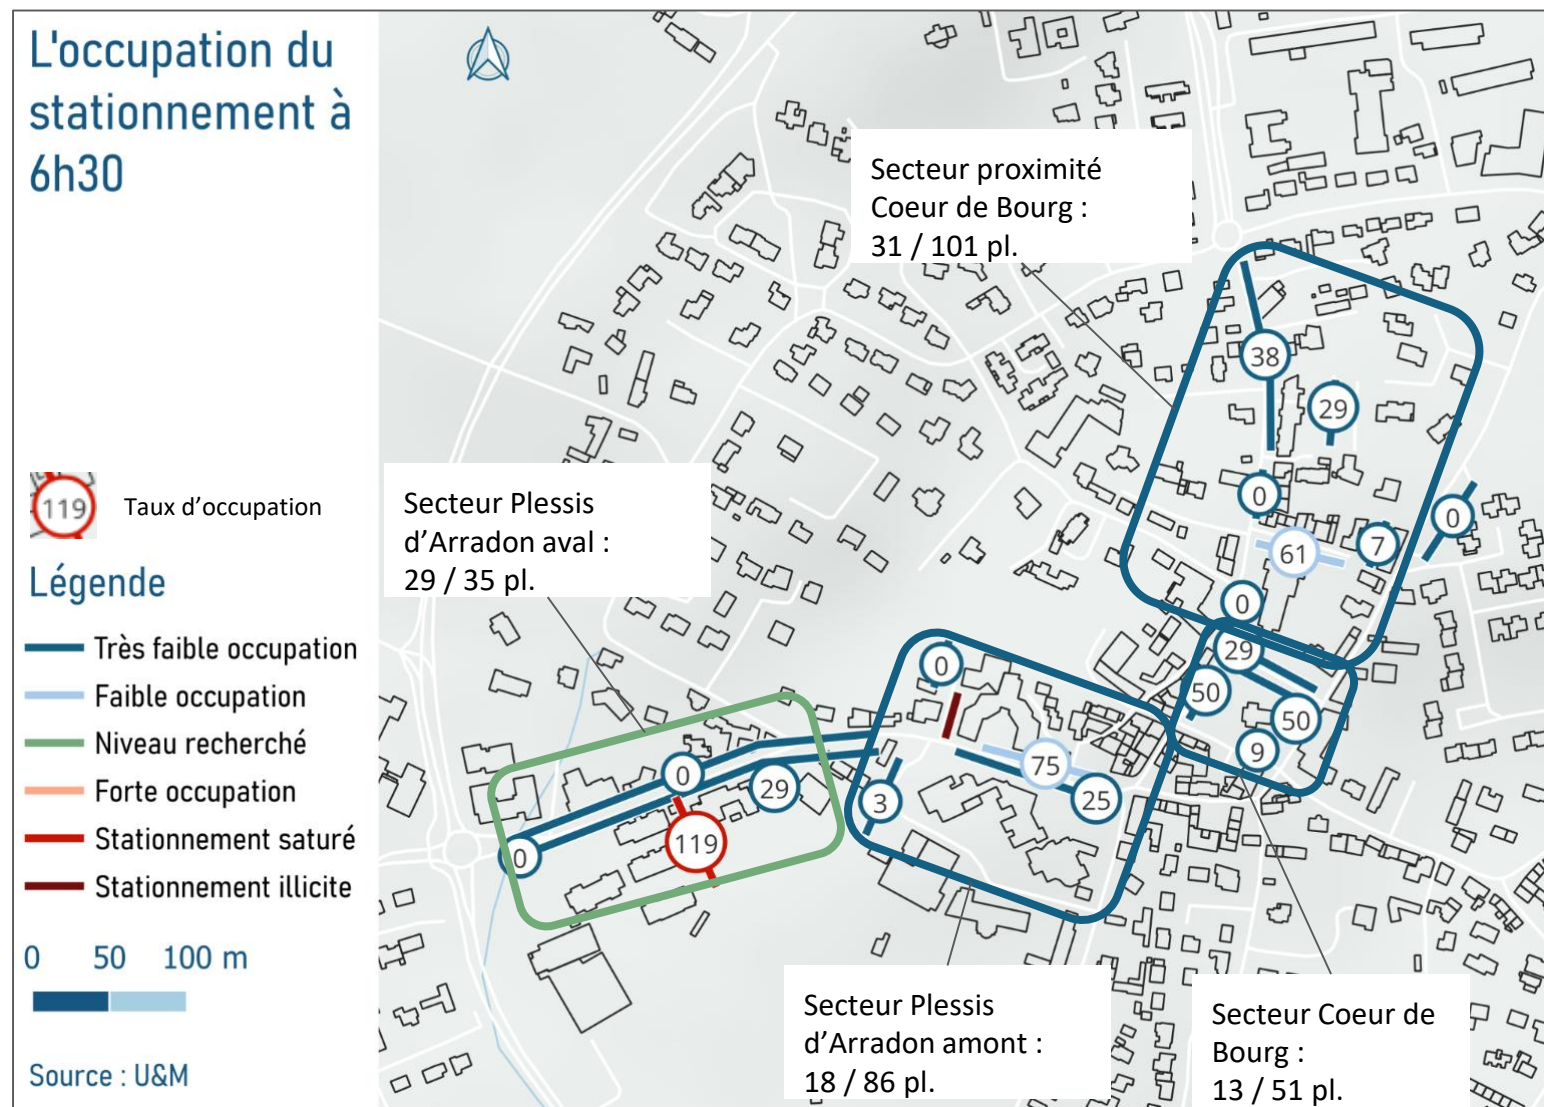 L'occupation du
stationnement à
6h30
119
Taux d'occupation
Légende
Très faible occupation
Faible occupation
Niveau recherché
Forte occupation
Stationnement saturé
Stationnement illicite
0 50 100 m
Source : U&M
Secteur proximité
Coeur de Bourg :
31 / 101 pl.
38
29
0
0
61
7
0
Secteur Plessis
d'Arradon aval :
29 / 35 pl.
29
50
50
9
0
75
25
3
0
29
0
119
Secteur Plessis
d'Arradon amont :
18 / 86 pl.
Secteur Coeur de
Bourg :
13 / 51 pl.